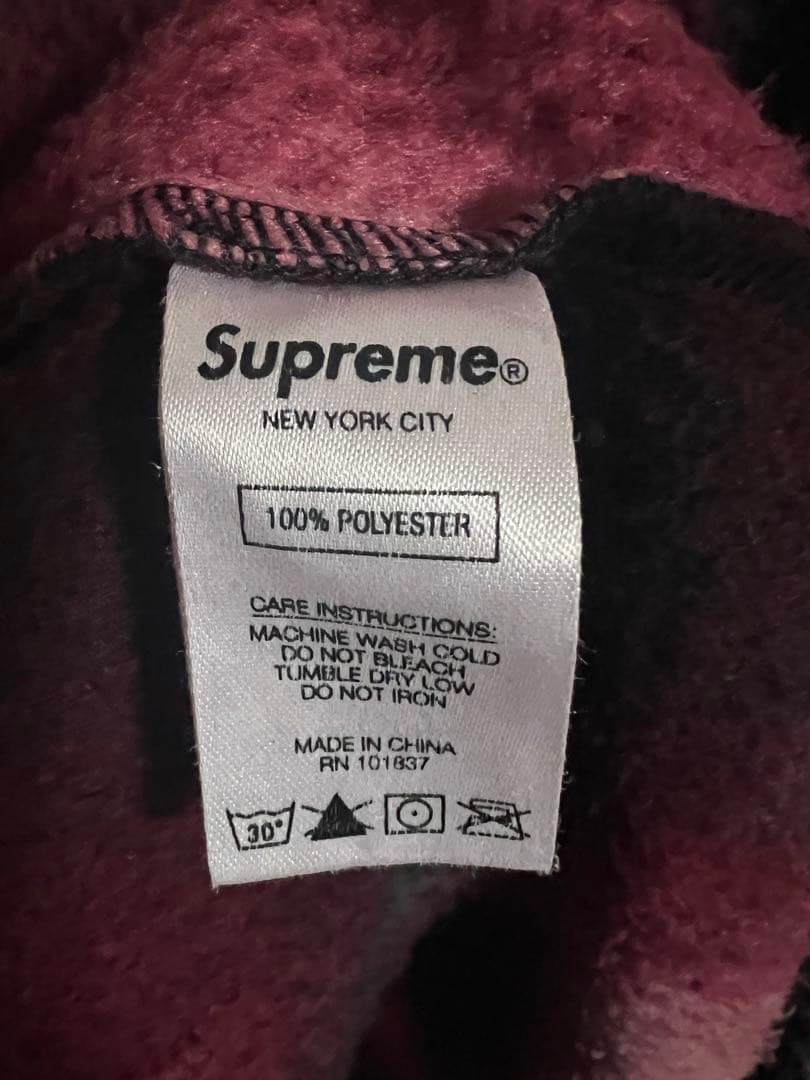 Supreme®
NEW YORK CITY
100% POLYESTER
CARE INSTRUCTIONS:
MACHINE WASH COLD
DO NOT BLEACH
TUMBLE DRY LOW
DO NOT IRON
MADE IN CHINA
RN 101837
30°